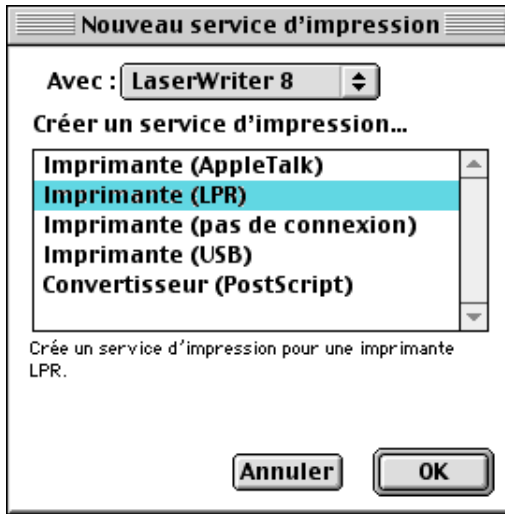 Nouveau service d'impression
Avec : LaserWriter 8
Créer un service d'impression...
Imprimante (AppleTalk)
Imprimante (LPR)
Imprimante (pas de connexion)
Imprimante (USB)
Convertisseur (PostScript)
Crée un service d'impression pour une imprimante
LPR.
Annuler OK